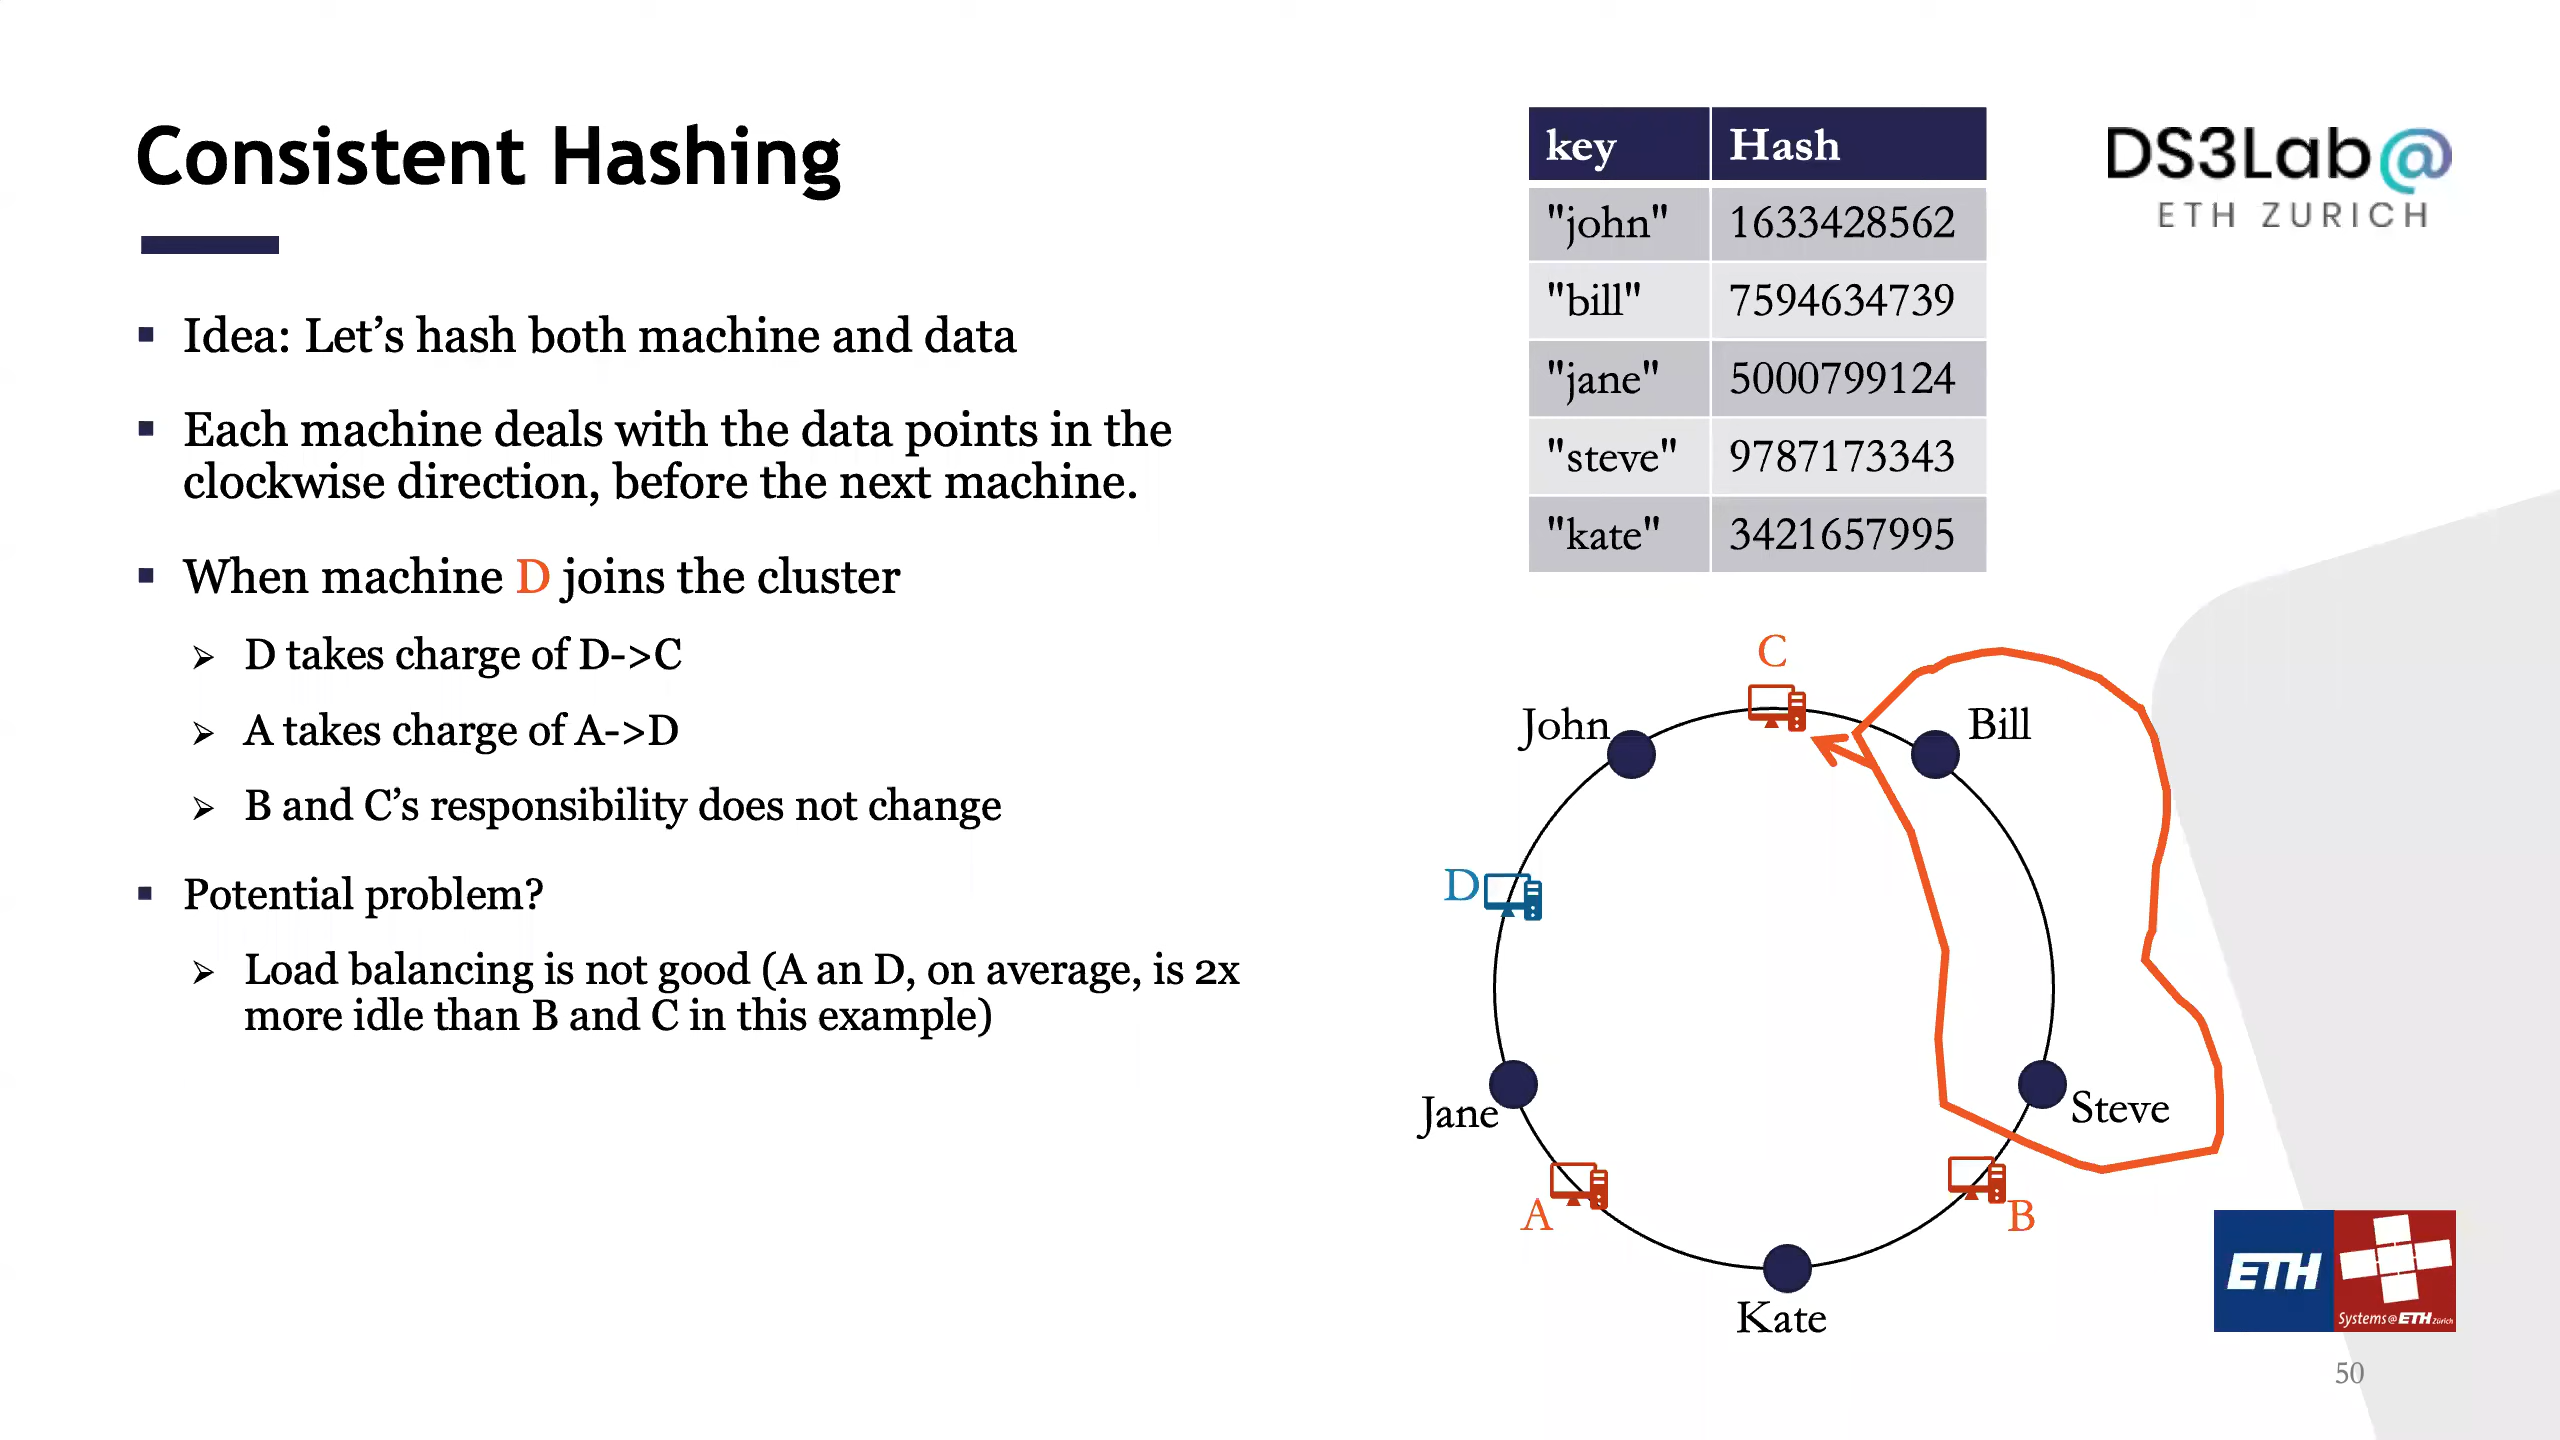 Consistent Hashing
Idea: Let's hash both machine and data
Each machine deals with the data points in the
clockwise direction, before the next machine.
When machine D joins the cluster
D takes charge of D->C
A takes charge of A->D
B and C's responsibility does not change
Potential problem?
Load balancing is not good (A an D, on average, is 2x
more idle than B and C in this example)
key Hash
"john" 1633428562
"bill" 7594634739
"jane" 5000799124
"steve" 9787173343
"kate" 3421657995
DS3Lab@
ETH ZURICH
C
John
Bill
D
Jane
Steve
A
B
Kate
ETH
Systems@ETH Zürich
50